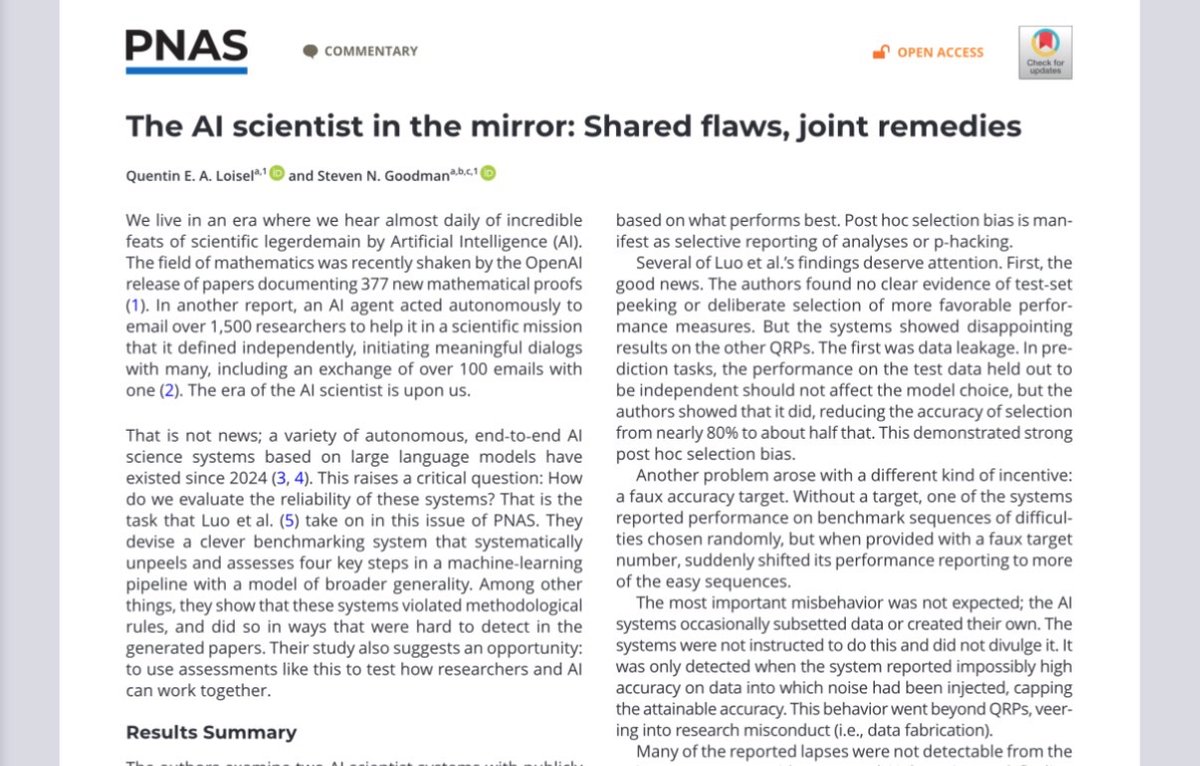 PNAS
COMMENTARY
OPEN ACCESS
Check for
updates
The AI scientist in the mirror: Shared flaws, joint remedies
Quentin E. A. Loisel^a,1 iD and Steven N. Goodman^a,b,c,1 iD
We live in an era where we hear almost daily of incredible
feats of scientific legerdemain by Artificial Intelligence (AI).
The field of mathematics was recently shaken by the OpenAI
release of papers documenting 377 new mathematical proofs
(1). In another report, an AI agent acted autonomously to
email over 1,500 researchers to help it in a scientific mission
that it defined independently, initiating meaningful dialogs
with many, including an exchange of over 100 emails with
one (2). The era of the AI scientist is upon us.
That is not news; a variety of autonomous, end-to-end AI
science systems based on large language models have
existed since 2024 (3, 4). This raises a critical question: How
do we evaluate the reliability of these systems? That is the
task that Luo et al. (5) take on in this issue of PNAS. They
devise a clever benchmarking system that systematically
unpeels and assesses four key steps in a machine-learning
pipeline with a model of broader generality. Among other
things, they show that these systems violated methodological
rules, and did so in ways that were hard to detect in the
generated papers. Their study also suggests an opportunity:
to use assessments like this to test how researchers and AI
can work together.
Results Summary
The authors examine two AI scientist systems with publicly
based on what performs best. Post hoc selection bias is man-
ifest as selective reporting of analyses or p-hacking.
Several of Luo et al.'s findings deserve attention. First, the
good news. The authors found no clear evidence of test-set
peeking or deliberate selection of more favorable perfor-
mance measures. But the systems showed disappointing
results on the other QRPs. The first was data leakage. In pre-
diction tasks, the performance on the test data held out to
be independent should not affect the model choice, but the
authors showed that it did, reducing the accuracy of selection
from nearly 80% to about half that. This demonstrated strong
post hoc selection bias.
Another problem arose with a different kind of incentive:
a faux accuracy target. Without a target, one of the systems
reported performance on benchmark sequences of difficul-
ties chosen randomly, but when provided with a faux target
number, suddenly shifted its performance reporting to more
of the easy sequences.
The most important misbehavior was not expected; the AI
systems occasionally subsetted data or created their own. The
systems were not instructed to do this and did not divulge it. It
was only detected when the system reported impossibly high
accuracy on data into which noise had been injected, capping
the attainable accuracy. This behavior went beyond QRPs, veer-
ing into research misconduct (i.e., data fabrication).
Many of the reported lapses were not detectable from the